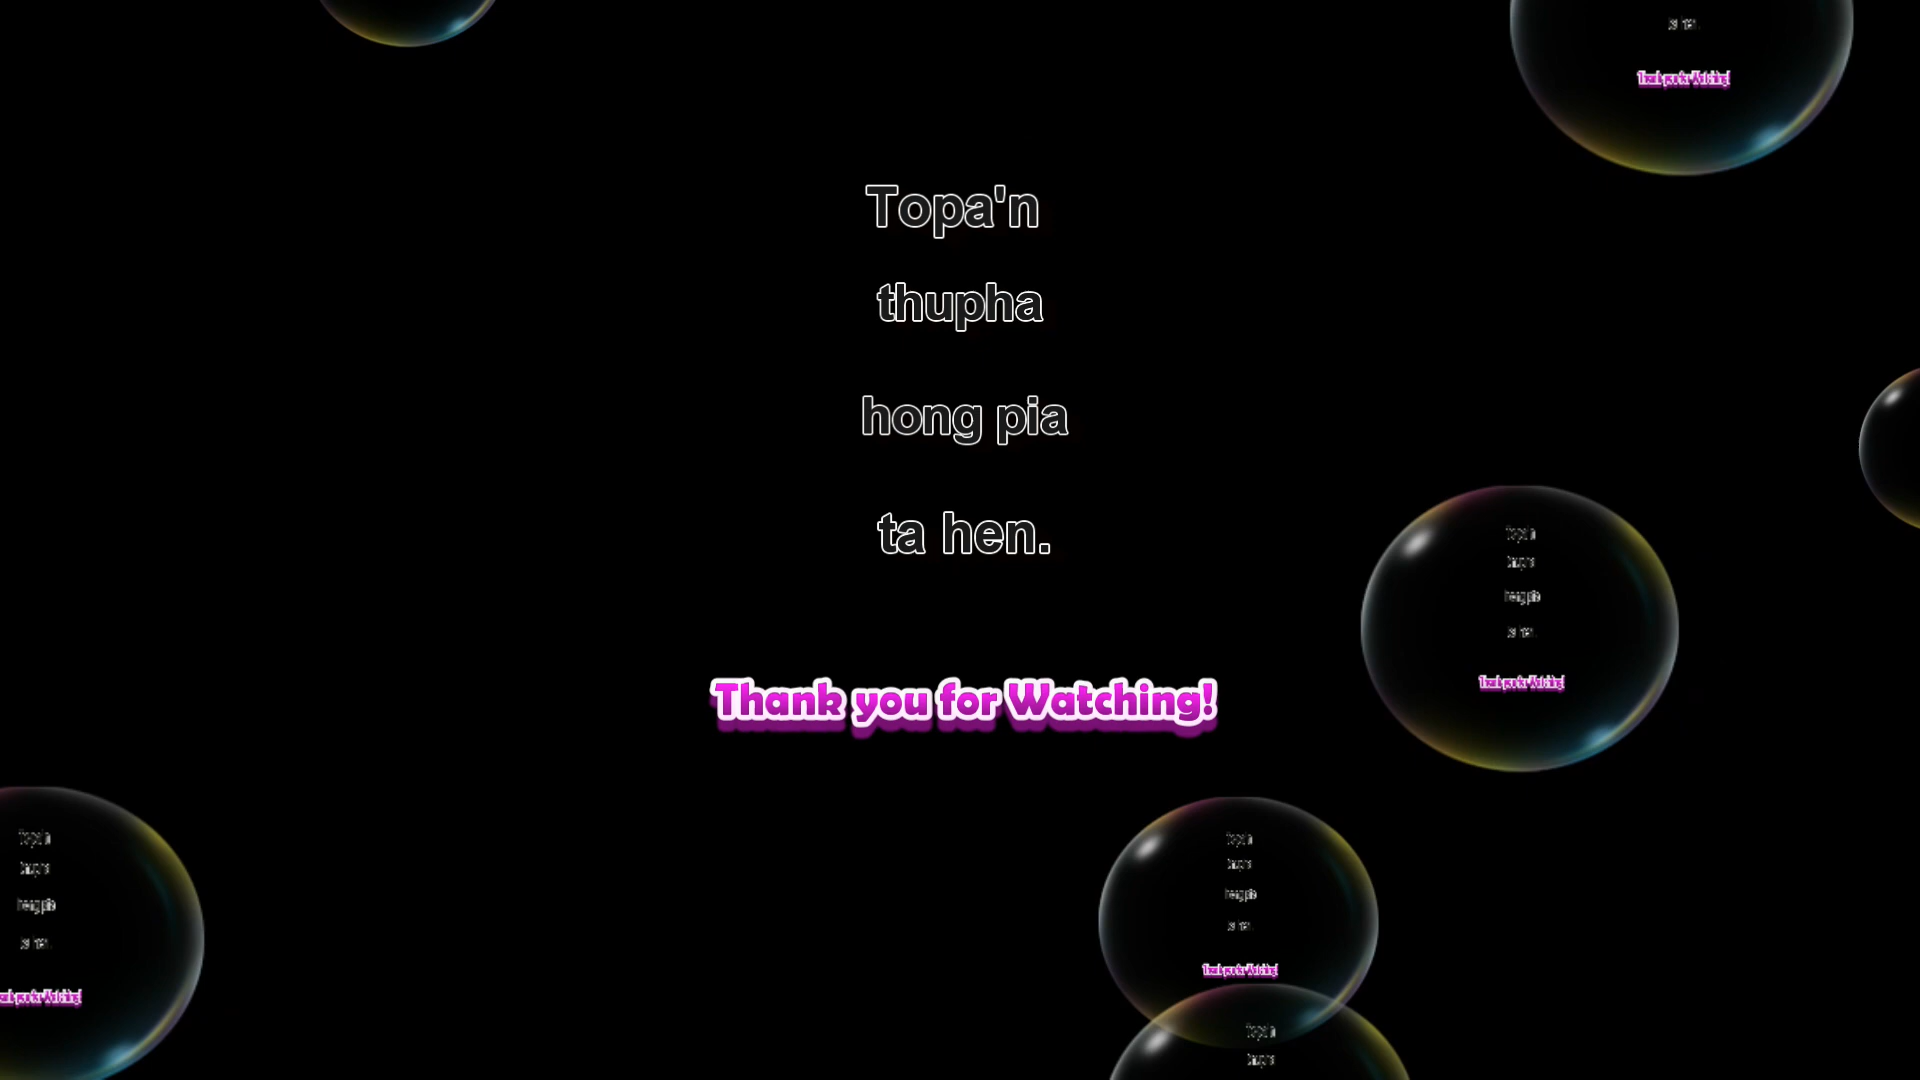 Topa'n
thupha
hong pia
ta hen.
Thank you for Watching!